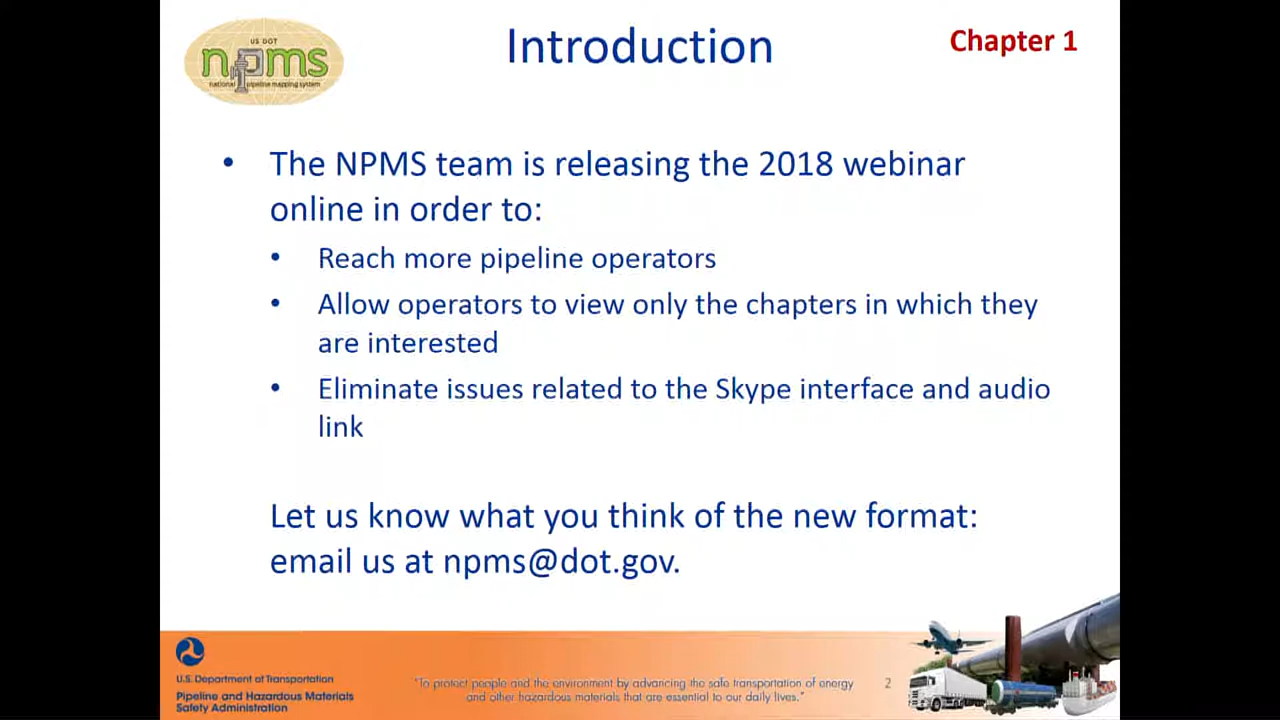 US DOT
npms
national pipeline mapping system
Introduction
Chapter 1
• The NPMS team is releasing the 2018 webinar
online in order to:
• Reach more pipeline operators
• Allow operators to view only the chapters in which they
are interested
• Eliminate issues related to the Skype interface and audio
link
Let us know what you think of the new format:
email us at npms@dot.gov.
U.S. Department of Transportation
Pipeline and Hazardous Materials
Safety Administration
"To protect people and the environment by advancing the safe transportation of energy
and other hazardous materials that are essential to our daily lives."
2